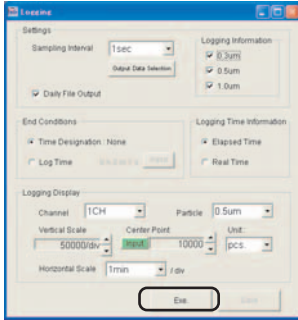 Logging
Settings
Sampling Interval 1sec
Output Data Selection
Daily File Output
Logging Information
0.3um
0.5um
1.0um
End Conditions
Time Designation : None
Log Time
Logging Time Information
Elapsed Time
Real Time
Logging Display
Channel 1CH Particle 0.5um
Vertical Scale Center Point Unit:
50000/div Input 10000 pcs.
Horizontal Scale 1min / div
Exe.